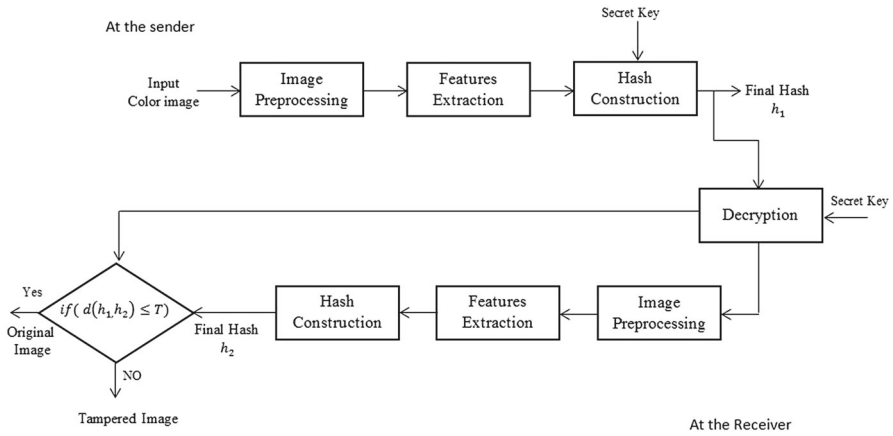 At the sender
Secret Key
Input
Color image
Image
Preprocessing
Features
Extraction
Hash
Construction
Final Hash
h₁
Decryption
Secret Key
Yes
Original
Image
if( d(h₁,h₂) ≤ T)
NO
Tampered Image
Final Hash
h₂
Hash
Construction
Features
Extraction
Image
Preprocessing
At the Receiver